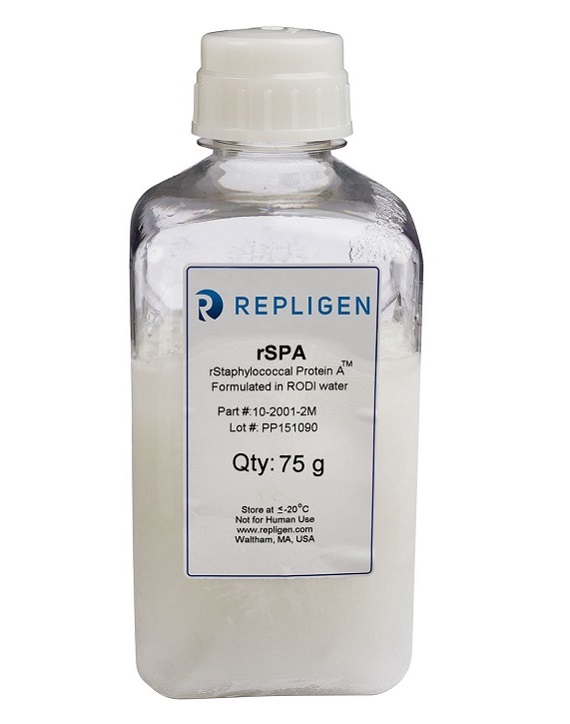 REPLIGEN
rSPA
rStaphylococcal Protein A™
Formulated in RODI water
Part #:10-2001-2M
Lot #: PP151090
Qty: 75 g
Store at ≤-20°C
Not for Human Use
www.repligen.com
Waltham, MA, USA